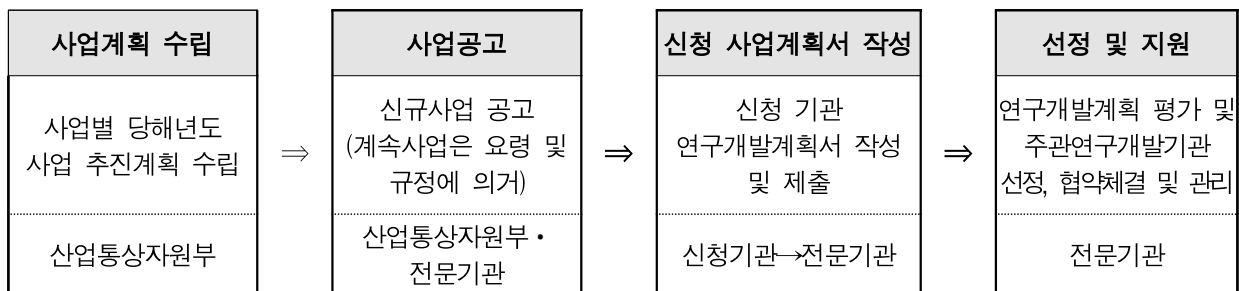 사업계획 수립
사업별 당해년도
사업 추진계획 수립
산업통상자원부
⇒
사업공고
신규사업 공고
(계속사업은 요령 및
규정에 의거)
산업통상자원부・
전문기관
⇒
신청 사업계획서 작성
신청 기관
연구개발계획서 작성
및 제출
신청기관→전문기관
⇒
선정 및 지원
연구개발계획 평가 및
주관연구개발기관
선정, 협약체결 및 관리
전문기관